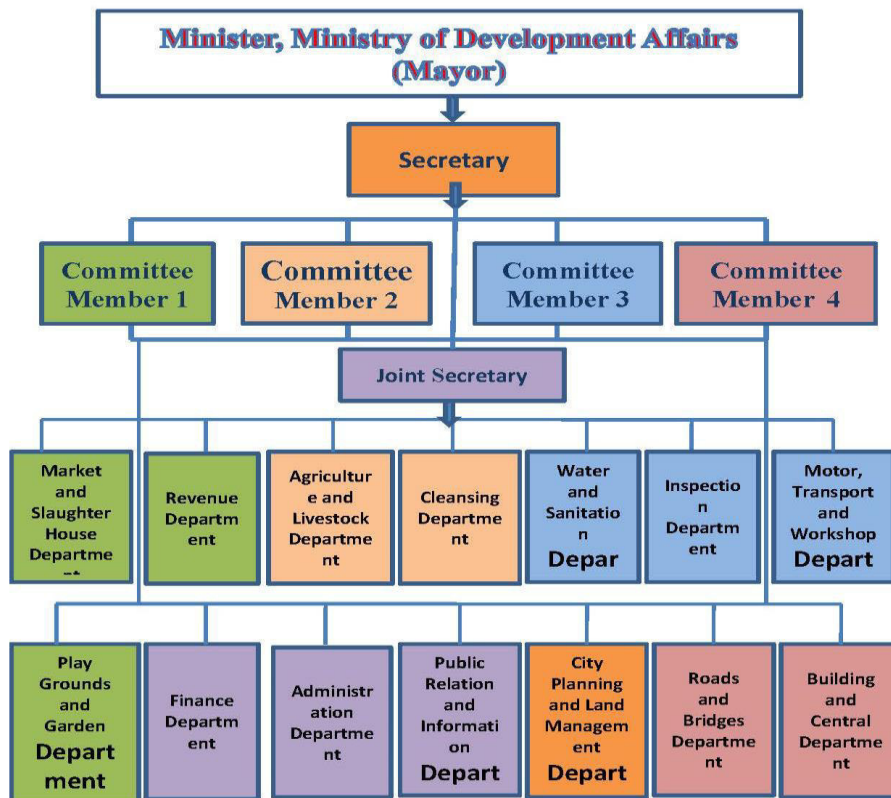 Minister, Ministry of Development Affairs
(Mayor)
Secretary
Committee
Member 1
Committee
Member 2
Committee
Member 3
Committee
Member 4
Joint Secretary
Market
and
Slaughter
House
Departme
Revenue
Departm
ent
Agricultur
e and
Livestock
Departme
nt
Cleansing
Departme
nt
Water
and
Sanitatio
n
Depar
Inspectio
n
Departm
ent
Motor,
Transport
and
Workshop
Depart
Play
Grounds
and
Garden
Depart
ment
Finance
Departm
ent
Administr
ation
Departme
nt
Public
Relation
and
Informati
on
Depart
City
Planning
and Land
Managem
ent
Depart
Roads
and
Bridges
Departme
nt
Building
and
Central
Departme
nt